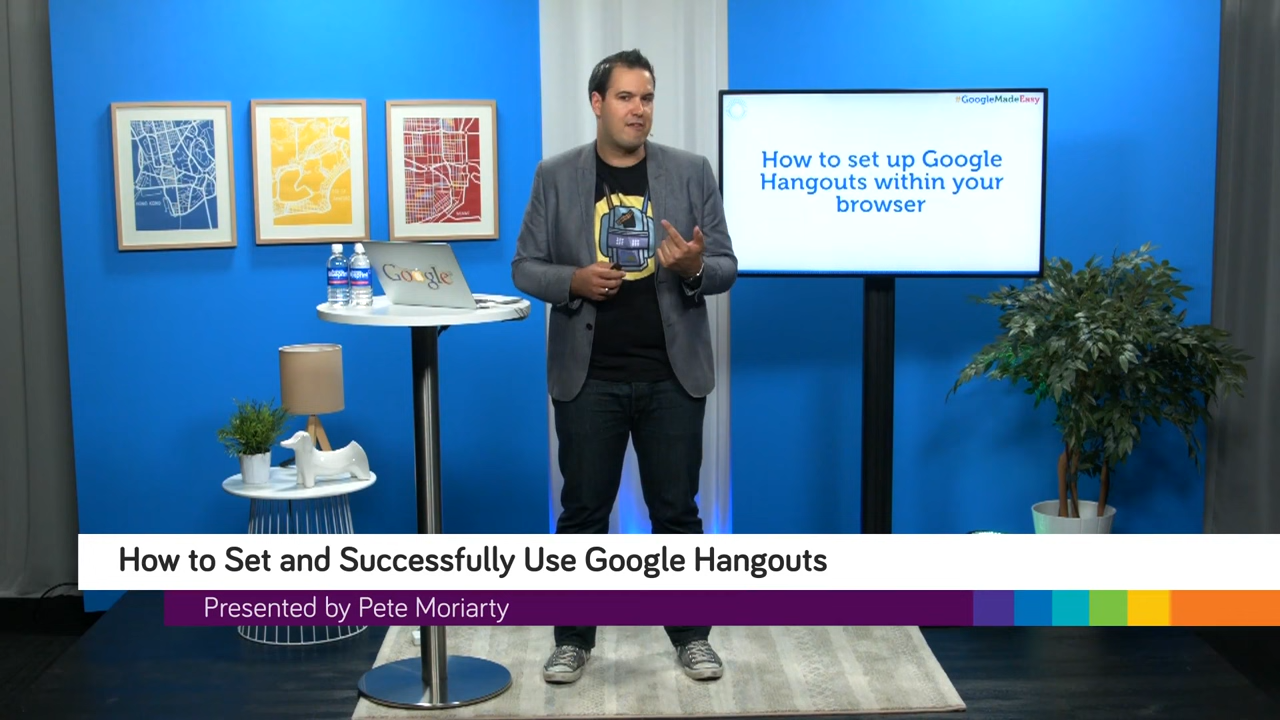 #GoogleMadeEasy
How to set up Google
Hangouts within your
browser
Google
How to Set and Successfully Use Google Hangouts
Presented by Pete Moriarty